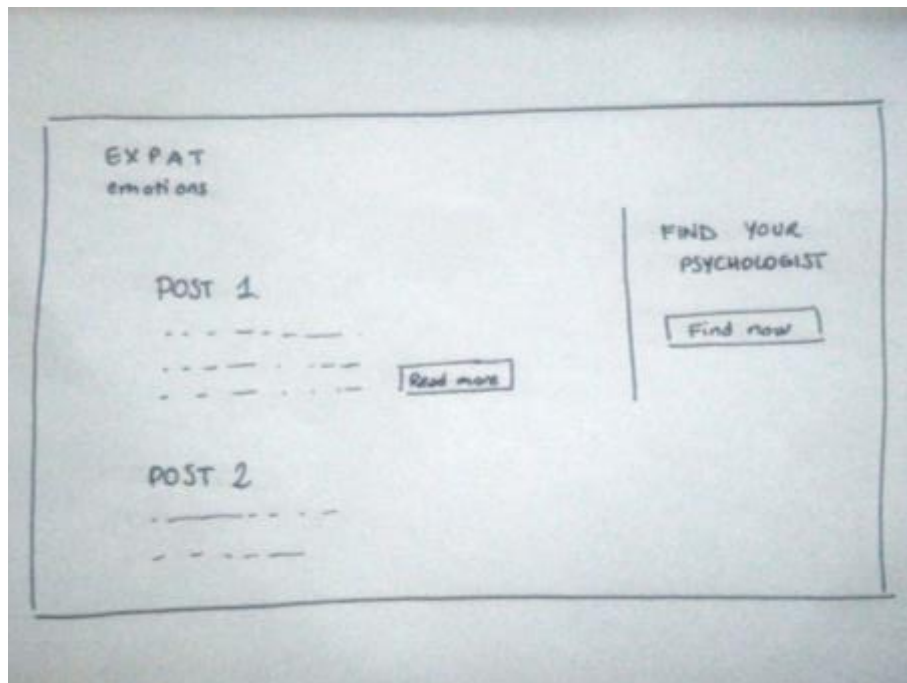 EXPAT
emotions
POST 1
Read more
POST 2
FIND YOUR
PSYCHOLOGIST
Find now